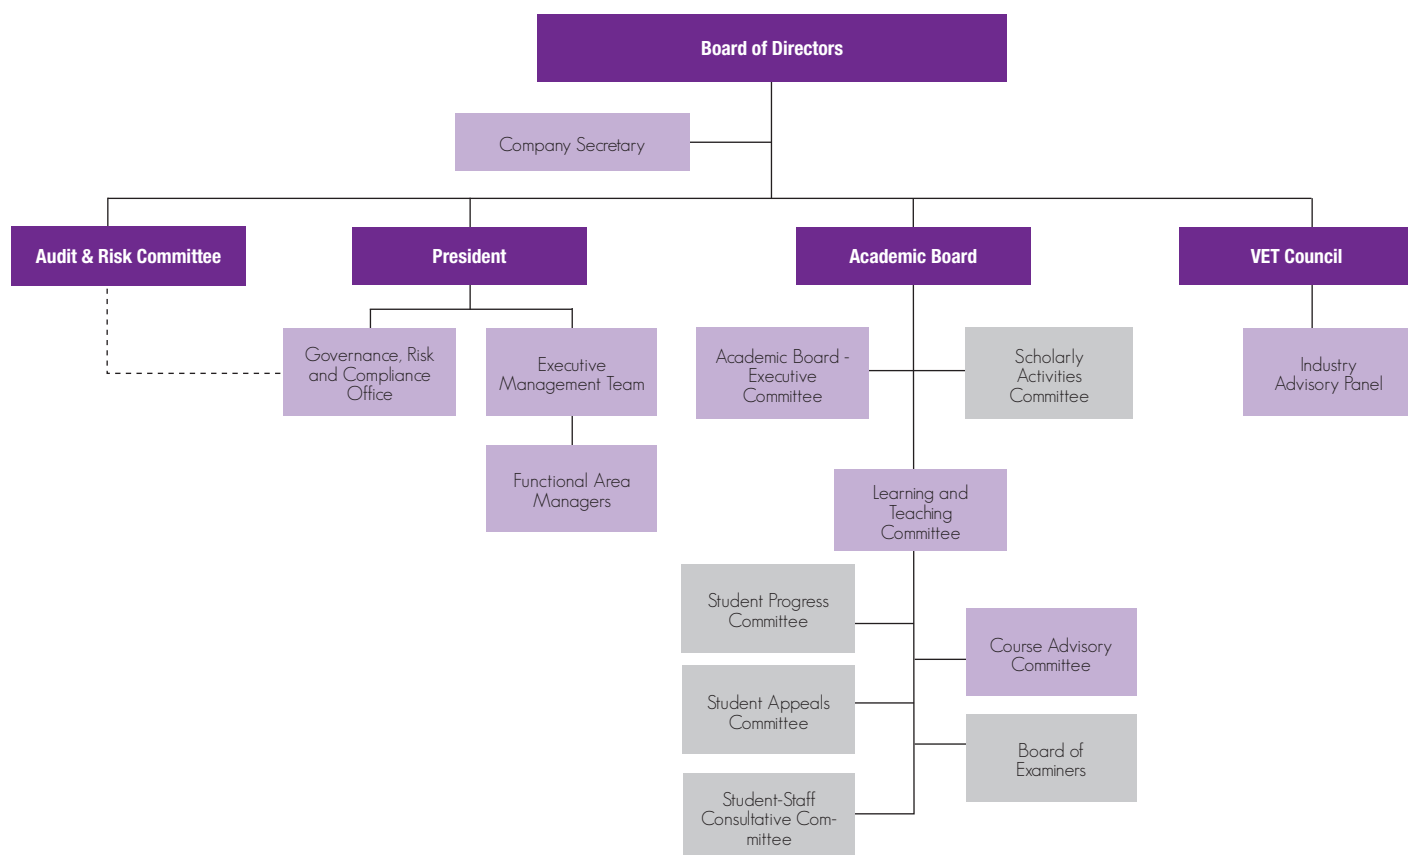 Board of Directors
Company Secretary
Audit & Risk Committee
President
Academic Board
VET Council
Governance, Risk
and Compliance
Office
Executive
Management Team
Academic Board -
Executive
Committee
Scholarly
Activities
Committee
Industry
Advisory Panel
Functional Area
Managers
Learning and
Teaching
Committee
Student Progress
Committee
Course Advisory
Committee
Student Appeals
Committee
Board of
Examiners
Student-Staff
Consultative Com-
mittee